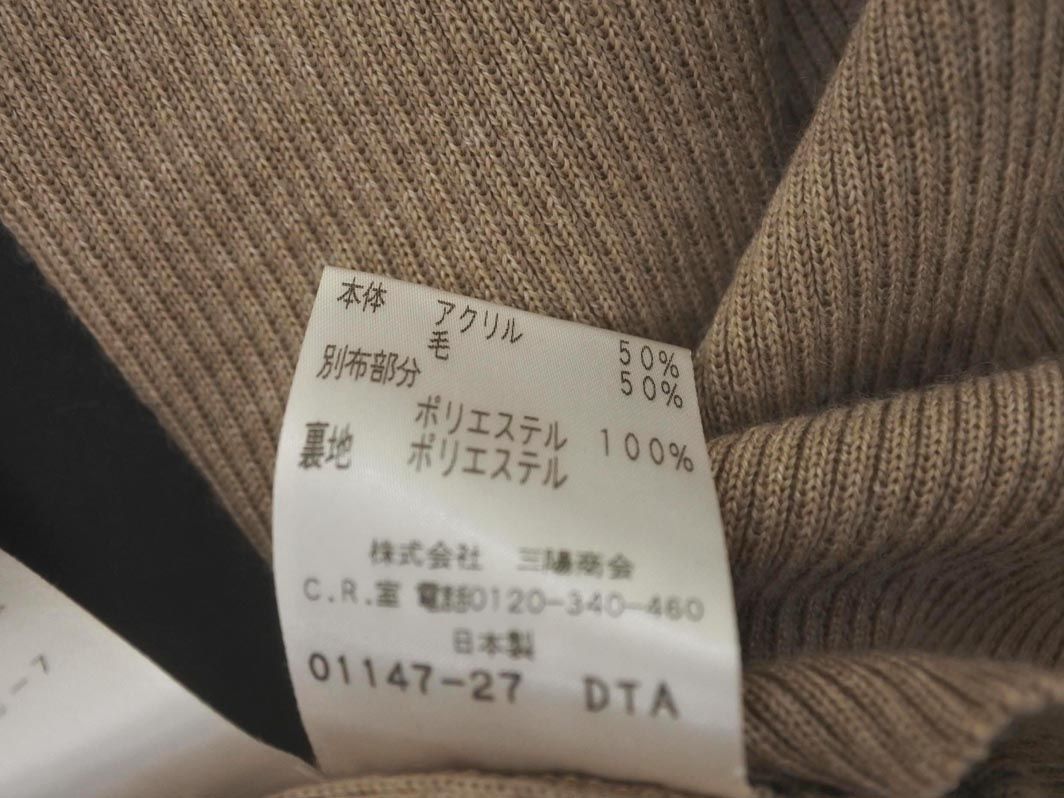 本体 アクリル 50%
毛 50%
別布部分
ポリエステル 100%
裏地 ポリエステル
株式会社 三陽商会
C.R.室 電話0120-340-460
日本製
01147-27 DTA